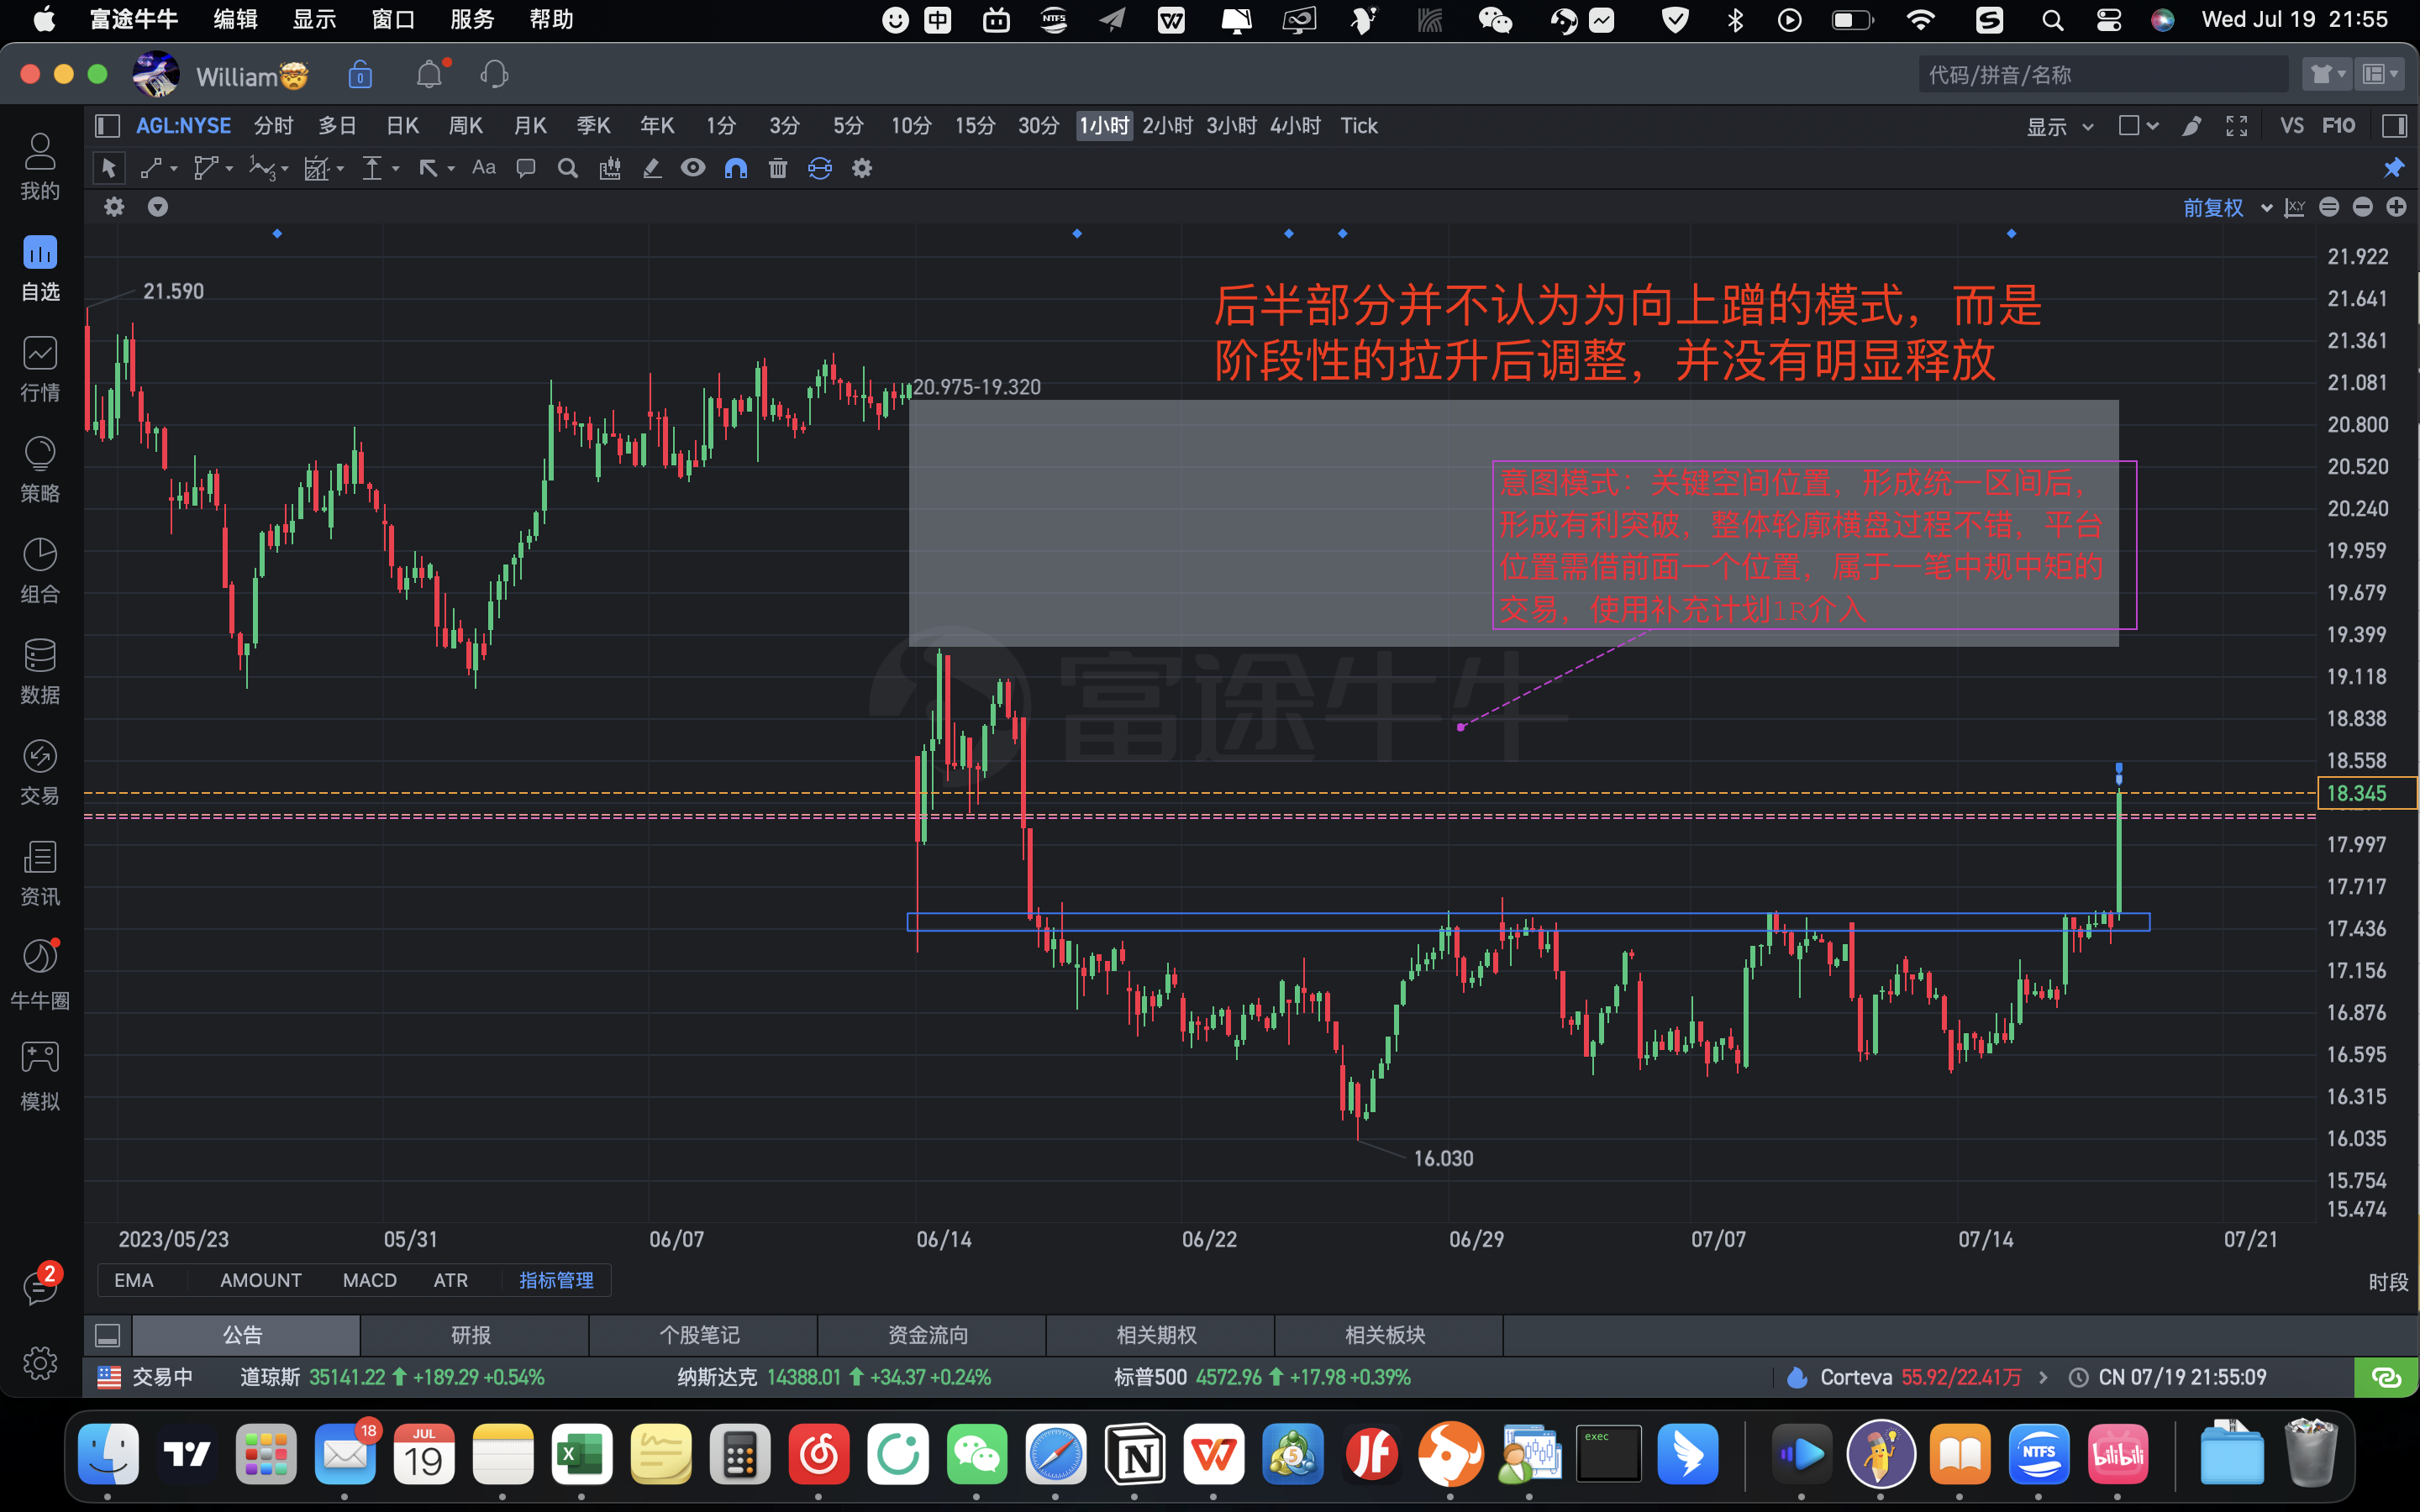 富途牛牛 编辑 显示 窗口 服务 帮助 中 NTFS Wed Jul 19 21:55
William🤯 代码/拼音/名称
AGL:NYSE 分时 多日 日K 周K 月K 季K 年K 1分 3分 5分 10分 15分 30分 1小时 2小时 3小时 4小时 Tick 显示 VS F10
Aa
前复权 X,Y
我的
自选
行情
策略
组合
数据
交易
资讯
牛牛圈
模拟
2
21.590
后半部分并不认为为向上蹭的模式，而是
阶段性的拉升后调整，并没有明显释放
20.975-19.320
意图模式：关键空间位置，形成统一区间后，
形成有利突破，整体轮廓横盘过程不错，平台
位置需借前面一个位置，属于一笔中规中矩的
交易，使用补充计划1R介入
富途牛牛
16.030
21.922
21.641
21.361
21.081
20.800
20.520
20.240
19.959
19.679
19.399
19.118
18.838
18.558
18.345
17.997
17.717
17.436
17.156
16.876
16.595
16.315
16.035
15.754
15.474
2023/05/23 05/31 06/07 06/14 06/22 06/29 07/07 07/14 07/21
EMA AMOUNT MACD ATR 指标管理 时段
公告 研报 个股笔记 资金流向 相关期权 相关板块
交易中 道琼斯 35141.22 +189.29 +0.54% 纳斯达克 14388.01 +34.37 +0.24% 标普500 4572.96 +17.98 +0.39% Corteva 55.92/22.41万 CN 07/19 21:55:09
18 JUL 19 exec NTFS bilibili